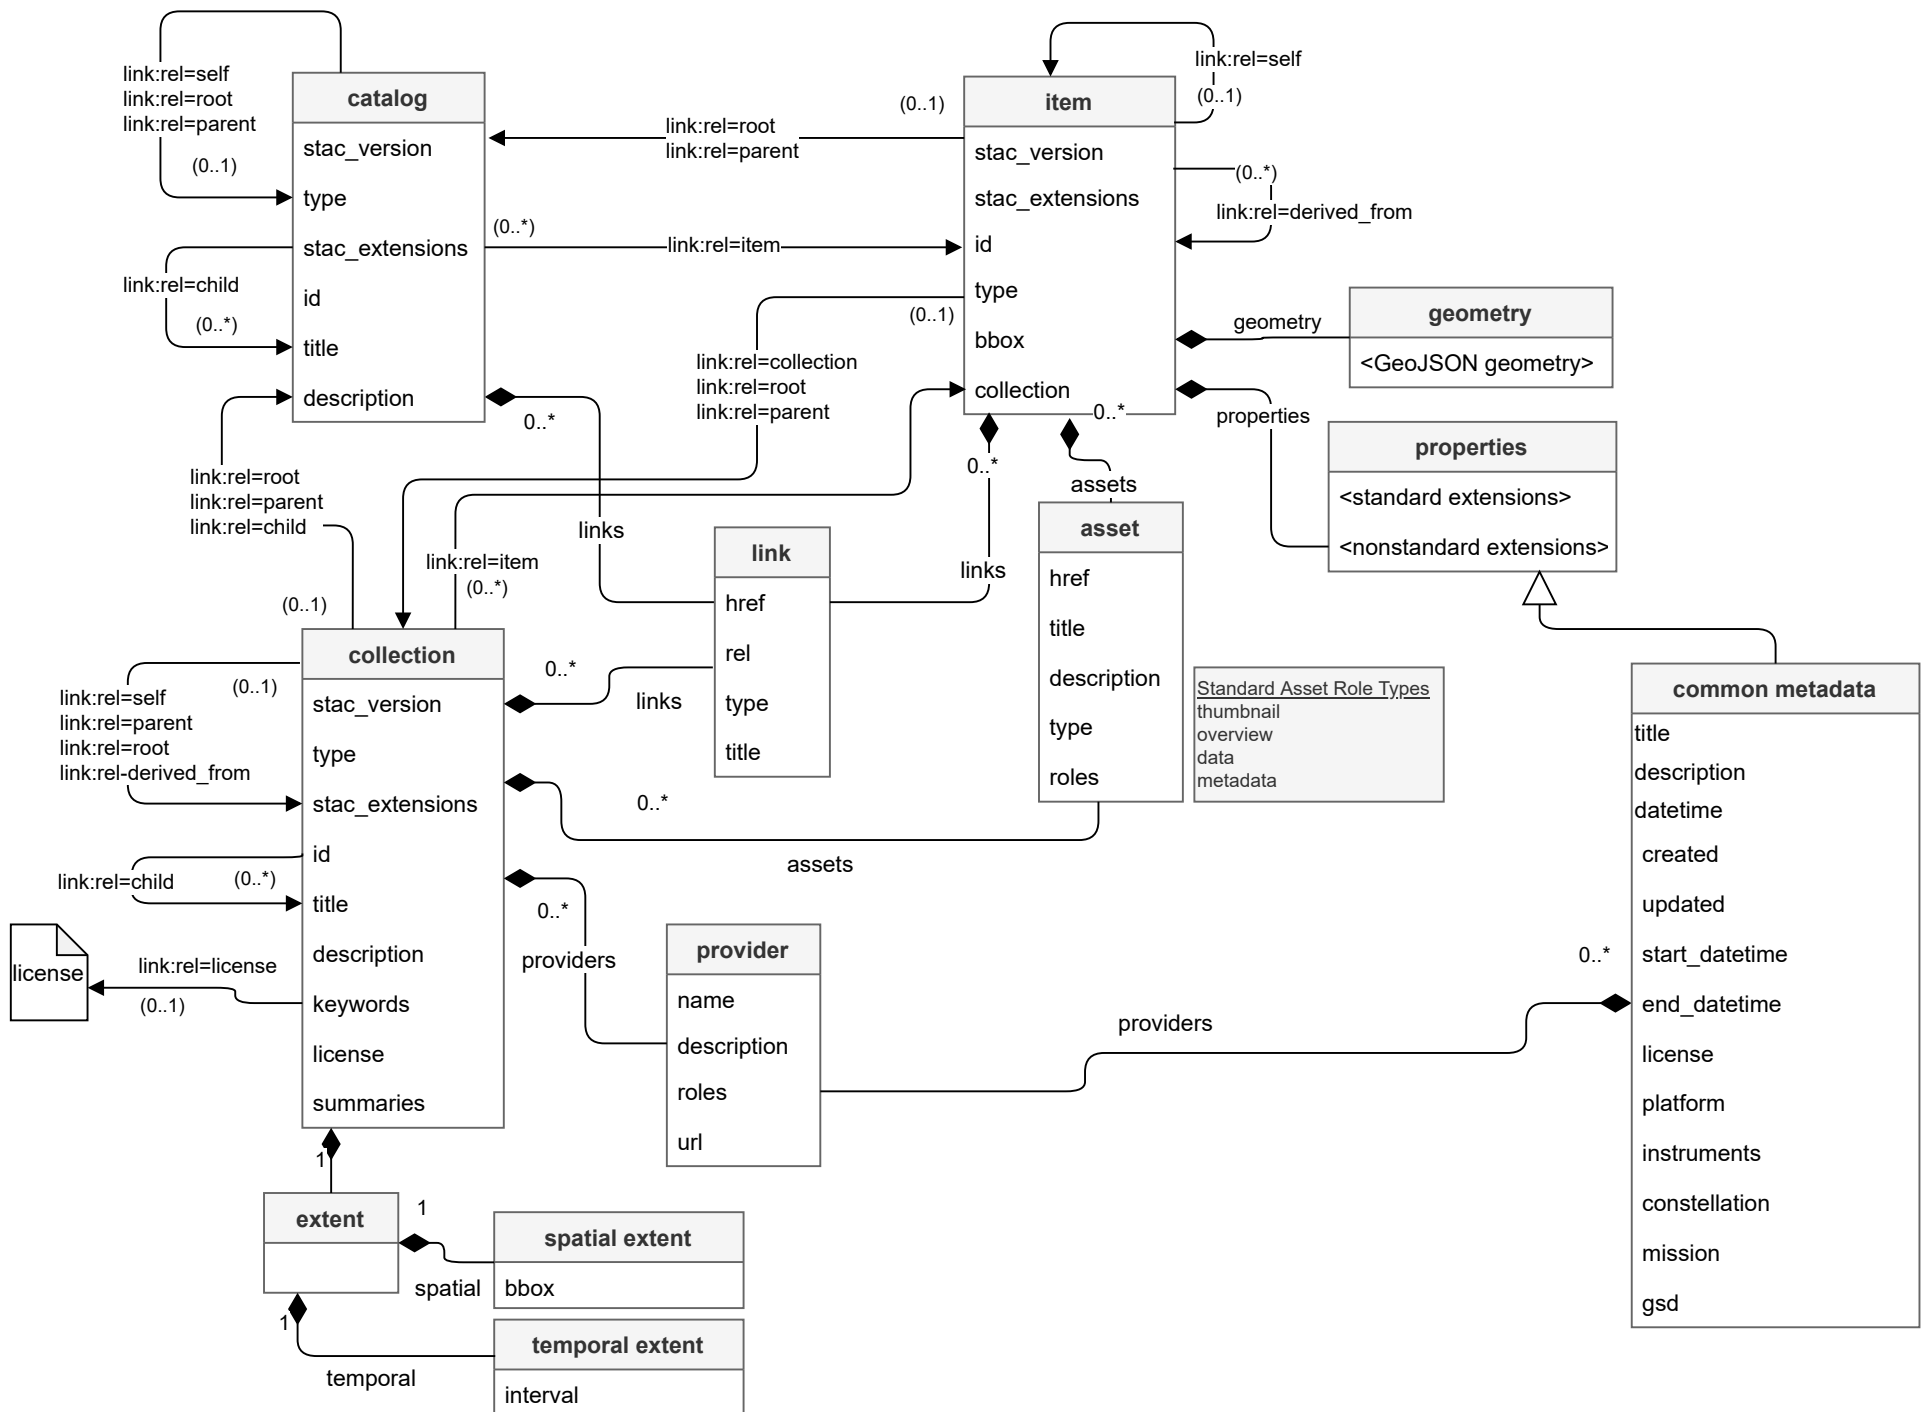 link:rel=self
link:rel=root
link:rel=parent
(0..1)
catalog
stac_version
type
stac_extensions
id
title
description
link:rel=child
(0..*)
(0..*)
link:rel=item
link:rel=root
link:rel=parent
(0..1)
item
stac_version
stac_extensions
id
type
bbox
collection
link:rel=self
(0..1)
(0..*)
link:rel=derived_from
(0..1)
link:rel=collection
link:rel=root
link:rel=parent
geometry
geometry
<GeoJSON geometry>
properties
properties
<standard extensions>
<nonstandard extensions>
0..*
links
0..*
links
0..*
assets
link:rel=root
link:rel=parent
link:rel=child
(0..1)
link:rel=item
(0..*)
link
href
rel
type
title
asset
href
title
description
type
roles
Standard Asset Role Types
thumbnail
overview
data
metadata
collection
stac_version
type
stac_extensions
id
title
description
keywords
license
summaries
(0..1)
link:rel=self
link:rel=parent
link:rel=root
link:rel-derived_from
link:rel=child
(0..*)
license
link:rel=license
(0..1)
0..*
links
0..*
assets
0..*
providers
provider
name
description
roles
url
providers
0..*
common metadata
title
description
datetime
created
updated
start_datetime
end_datetime
license
platform
instruments
constellation
mission
gsd
1
extent
1
spatial
spatial extent
bbox
1
temporal
temporal extent
interval